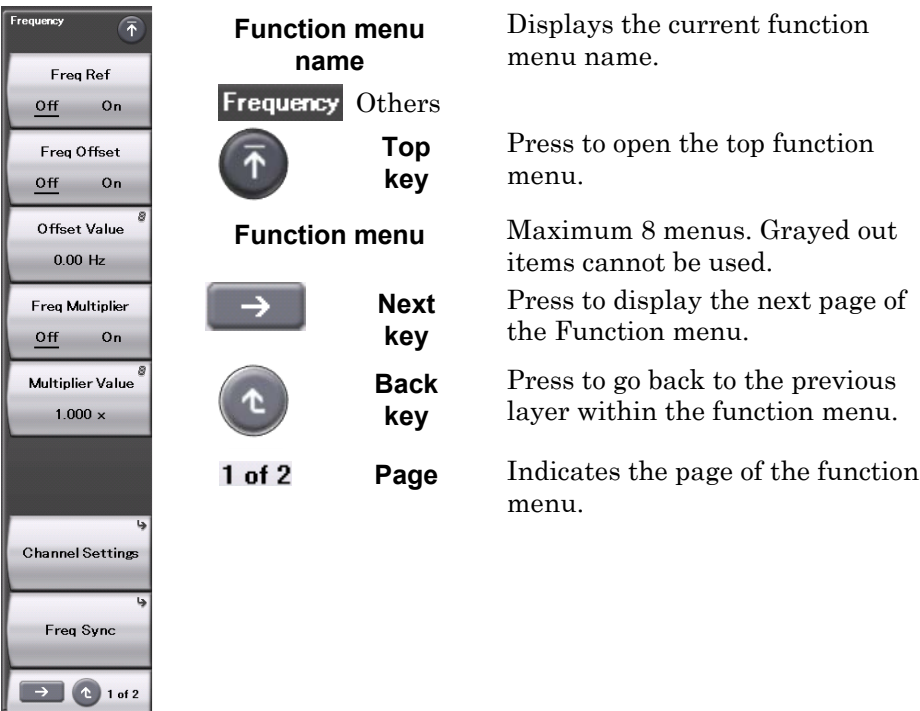 Frequency
Freq Ref
Off On
Freq Offset
Off On
Offset Value
0.00 Hz
Freq Multiplier
Off On
Multiplier Value
1.000 ×
Channel Settings
Freq Sync
1 of 2
Function menu
name
Displays the current function
menu name.
Frequency Others
Top
key
Press to open the top function
menu.
Function menu
Maximum 8 menus. Grayed out
items cannot be used.
Next
key
Press to display the next page of
the Function menu.
Back
key
Press to go back to the previous
layer within the function menu.
1 of 2
Page
Indicates the page of the function
menu.